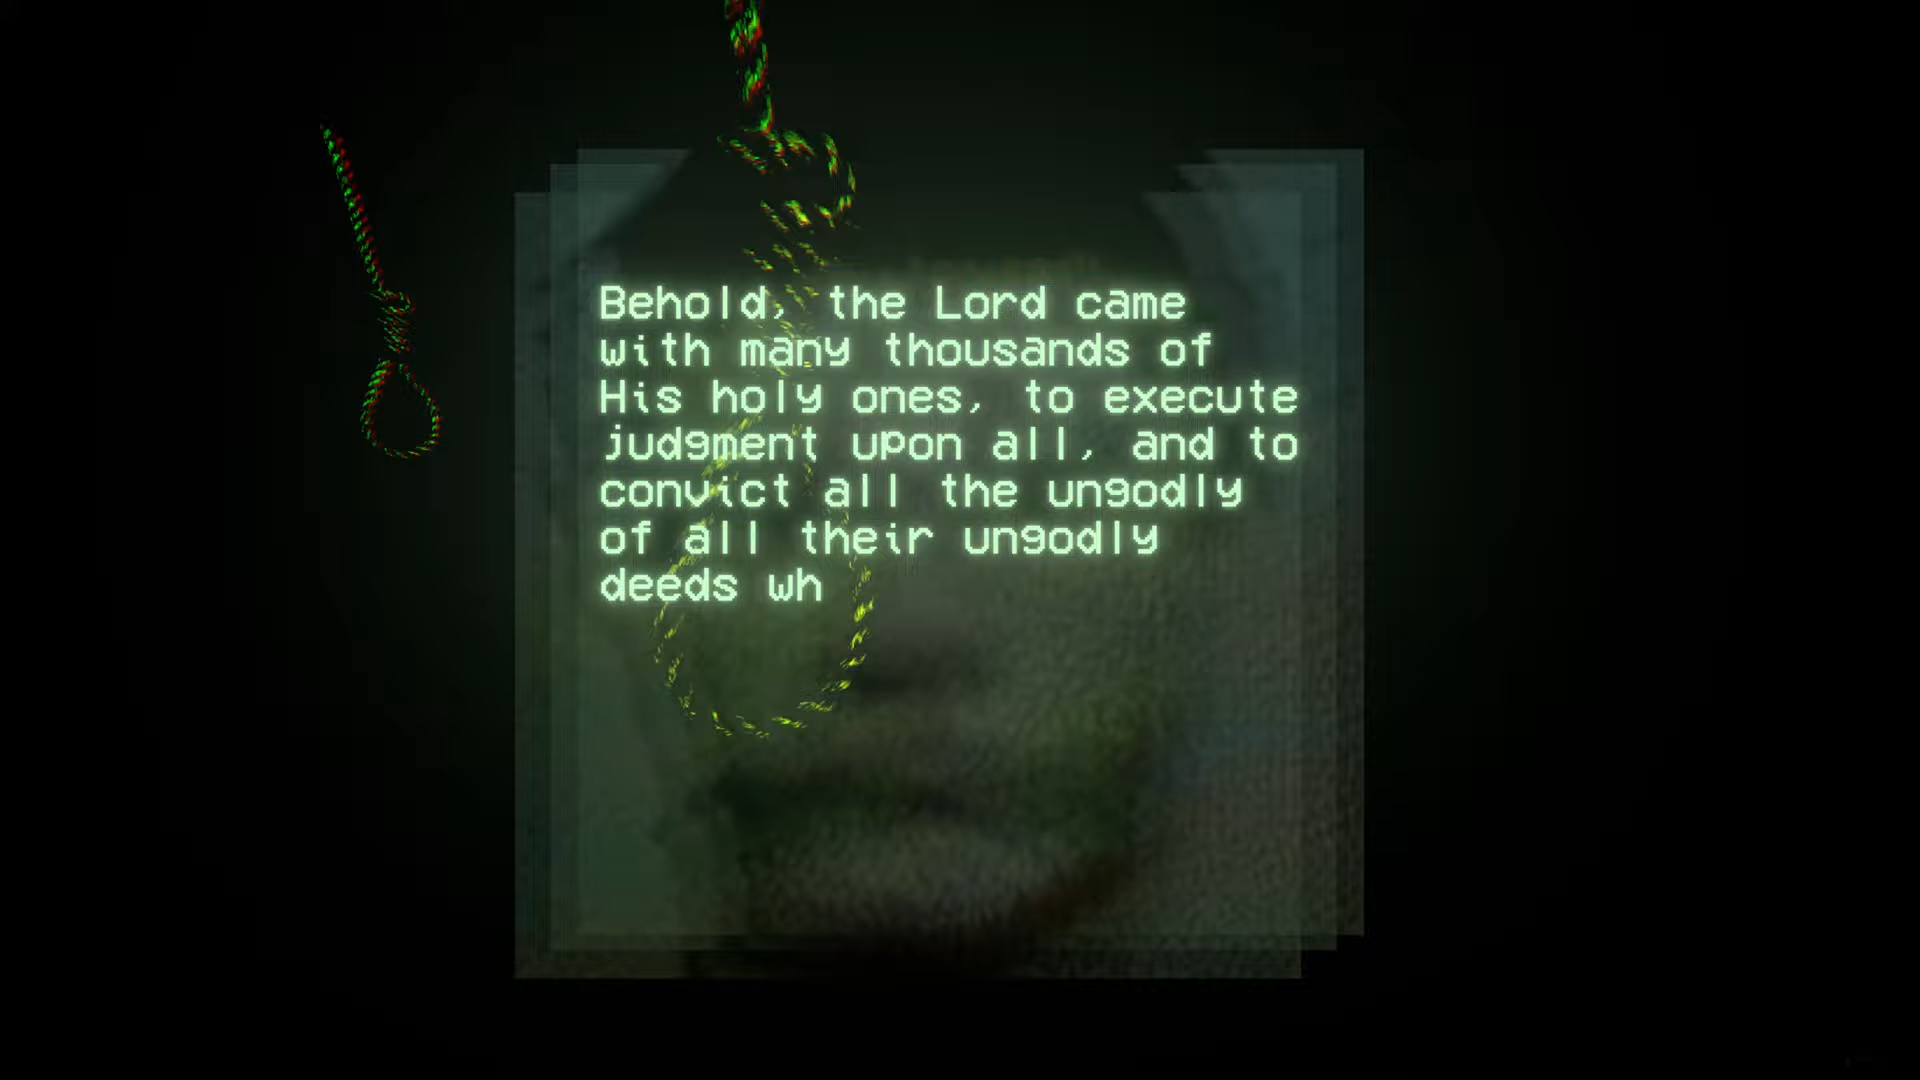 Behold, the Lord came
with many thousands of
His holy ones, to execute
judgment upon all, and to
convict all the ungodly
of all their ungodly
deeds wh